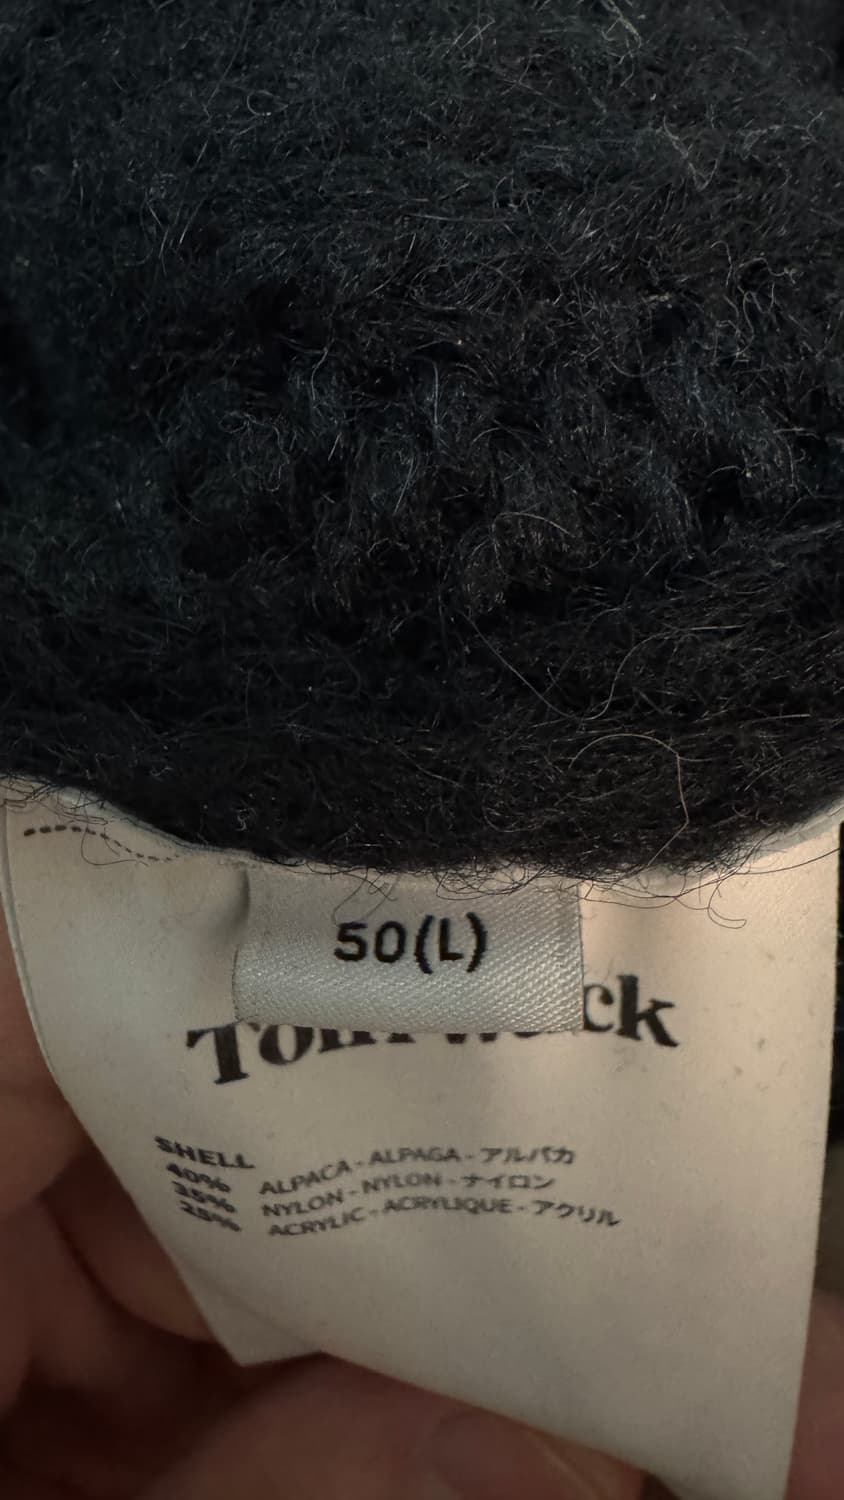 50(L)
SHELL
40% ALPACA - ALPAGA - アルパカ
35% NYLON - NYLON - ナイロン
25% ACRYLIC - ACRYLIQUE - アクリル